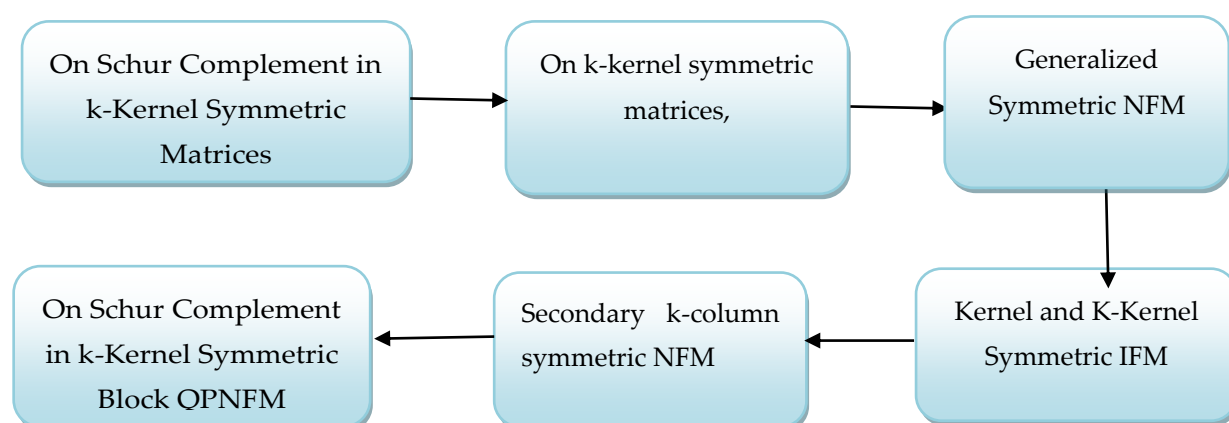 On Schur Complement in
k-Kernel Symmetric
Matrices
On k-kernel symmetric
matrices,
Generalized
Symmetric NFM
On Schur Complement
in k-Kernel Symmetric
Block QPNFM
Secondary k-column
symmetric NFM
Kernel and K-Kernel
Symmetric IFM